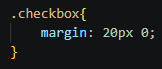 .checkbox{
    margin: 20px 0;
}